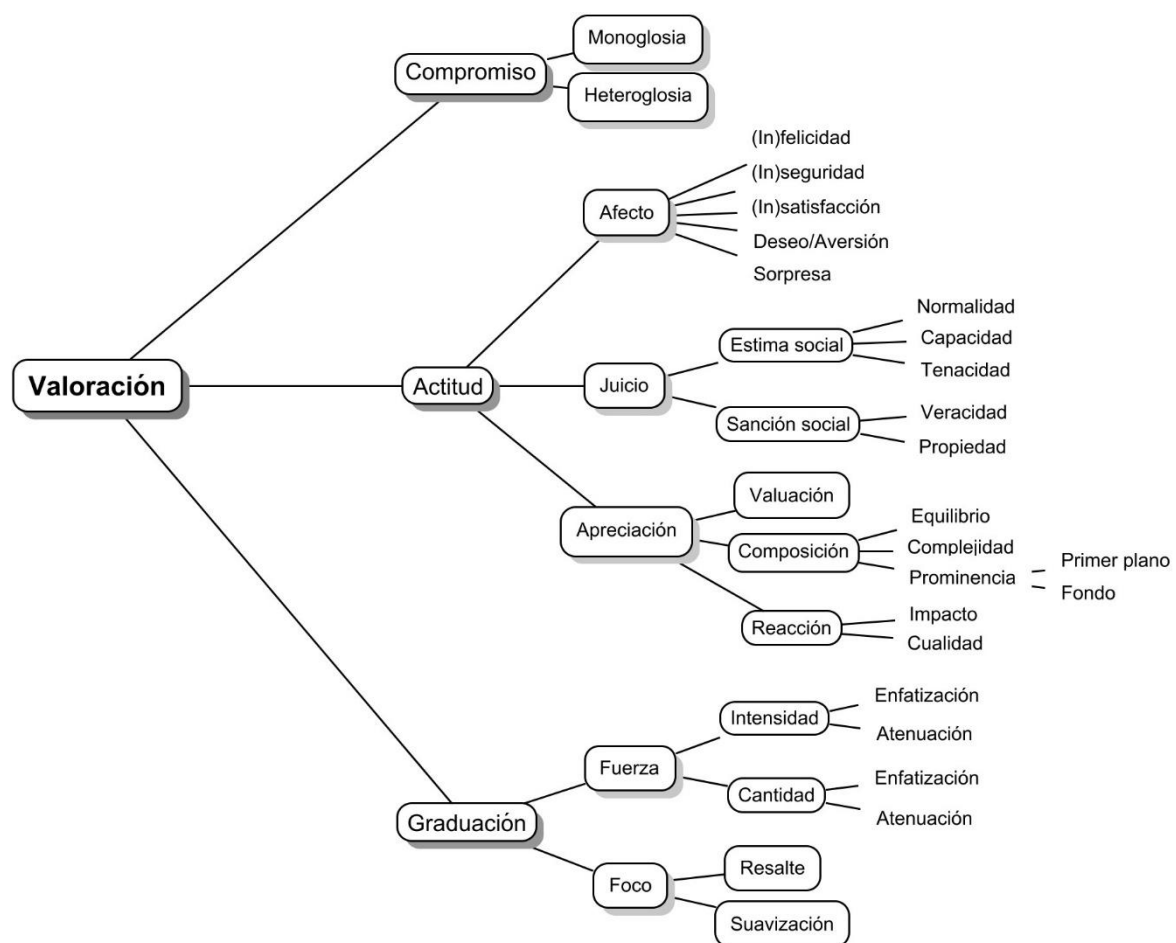 Valoración
Compromiso
Monoglosia
Heteroglosia
Actitud
Afecto
(In)felicidad
(In)seguridad
(In)satisfacción
Deseo/Aversión
Sorpresa
Juicio
Estima social
Normalidad
Capacidad
Tenacidad
Sanción social
Veracidad
Propiedad
Apreciación
Valuación
Composición
Equilibrio
Complejidad
Prominencia
Primer plano
Fondo
Reacción
Impacto
Cualidad
Graduación
Fuerza
Intensidad
Enfatización
Atenuación
Cantidad
Enfatización
Atenuación
Foco
Resalte
Suavización